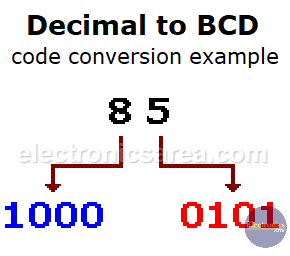 Decimal to BCD
code conversion example
8 5
electronicsarea.com
1000 0101